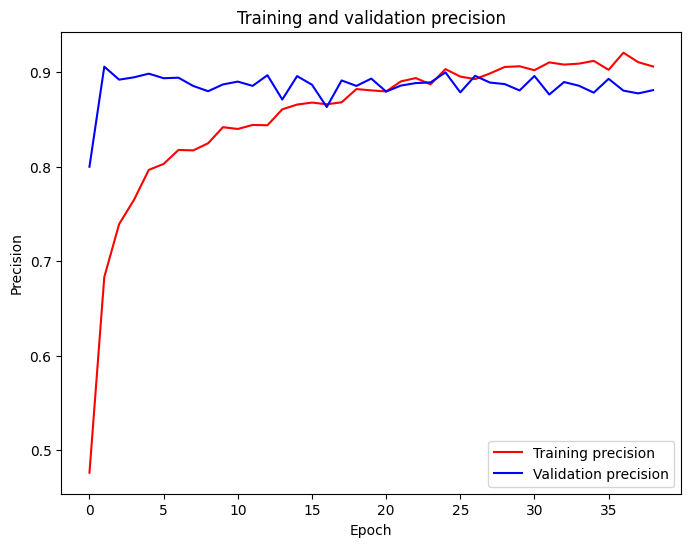 Training and validation precision
Precision
0.9
0.8
0.7
0.6
0.5
0
5
10
15
20
25
30
35
Epoch
Training precision
Validation precision